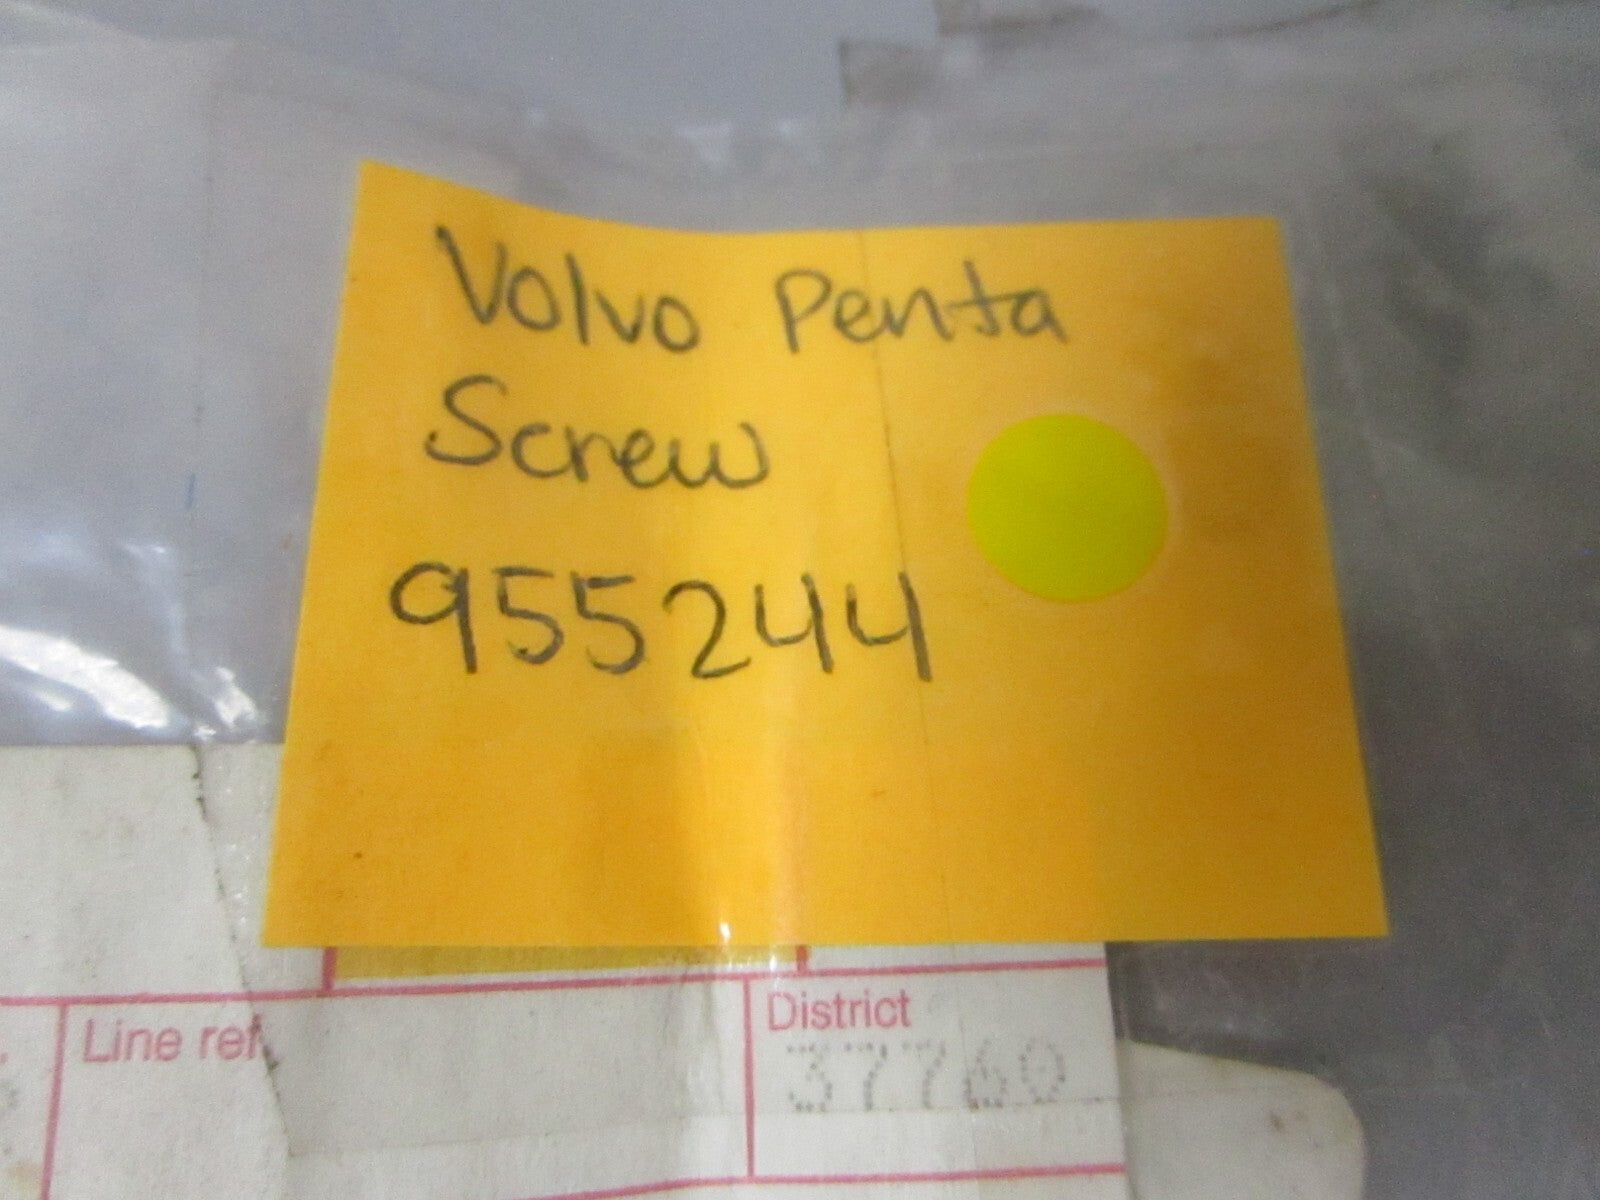 Volvo Penta
Screw
955244
Line ref.
District
37760